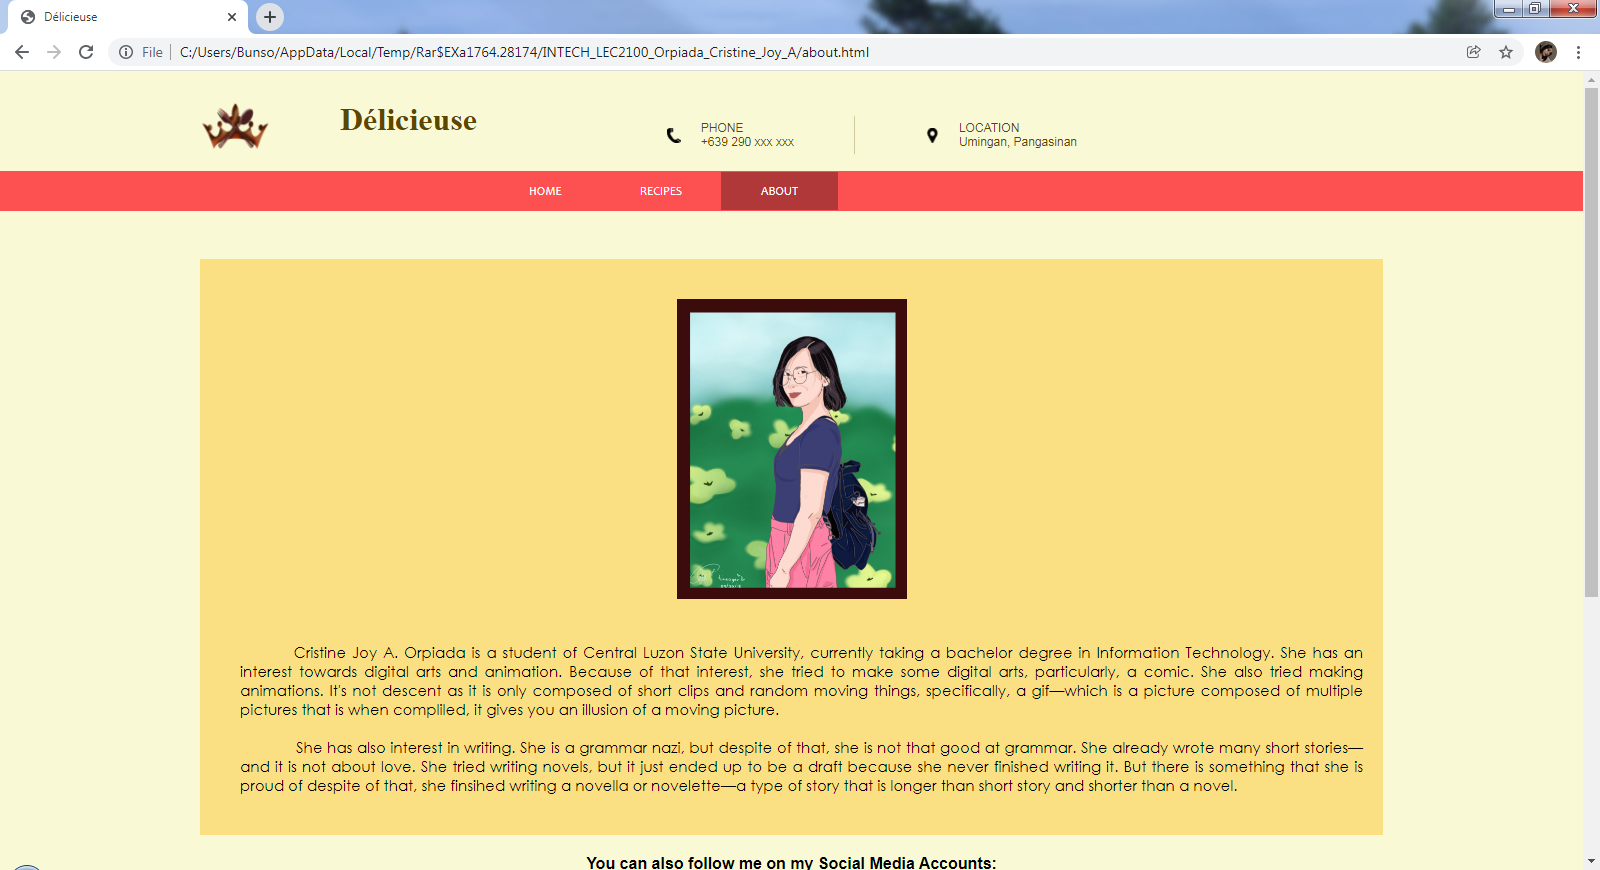 Délicieuse
File
C:/Users/Bunso/AppData/Local/Temp/Rar$EXa1764.28174/INTECH_LEC2100_Orpiada_Cristine_Joy_A/about.html
Délicieuse
PHONE
+639 290 xxx xxx
LOCATION
Umingan, Pangasinan
HOME RECIPES ABOUT
Cristine Joy A. Orpiada is a student of Central Luzon State University, currently taking a bachelor degree in Information Technology. She has an
interest towards digital arts and animation. Because of that interest, she tried to make some digital arts, particularly, a comic. She also tried making
animations. It's not descent as it is only composed of short clips and random moving things, specifically, a gif—which is a picture composed of multiple
pictures that is when compliled, it gives you an illusion of a moving picture.
She has also interest in writing. She is a grammar nazi, but despite of that, she is not that good at grammar. She already wrote many short stories—
and it is not about love. She tried writing novels, but it just ended up to be a draft because she never finished writing it. But there is something that she is
proud of despite of that, she finsihed writing a novella or novelette—a type of story that is longer than short story and shorter than a novel.
You can also follow me on my Social Media Accounts: